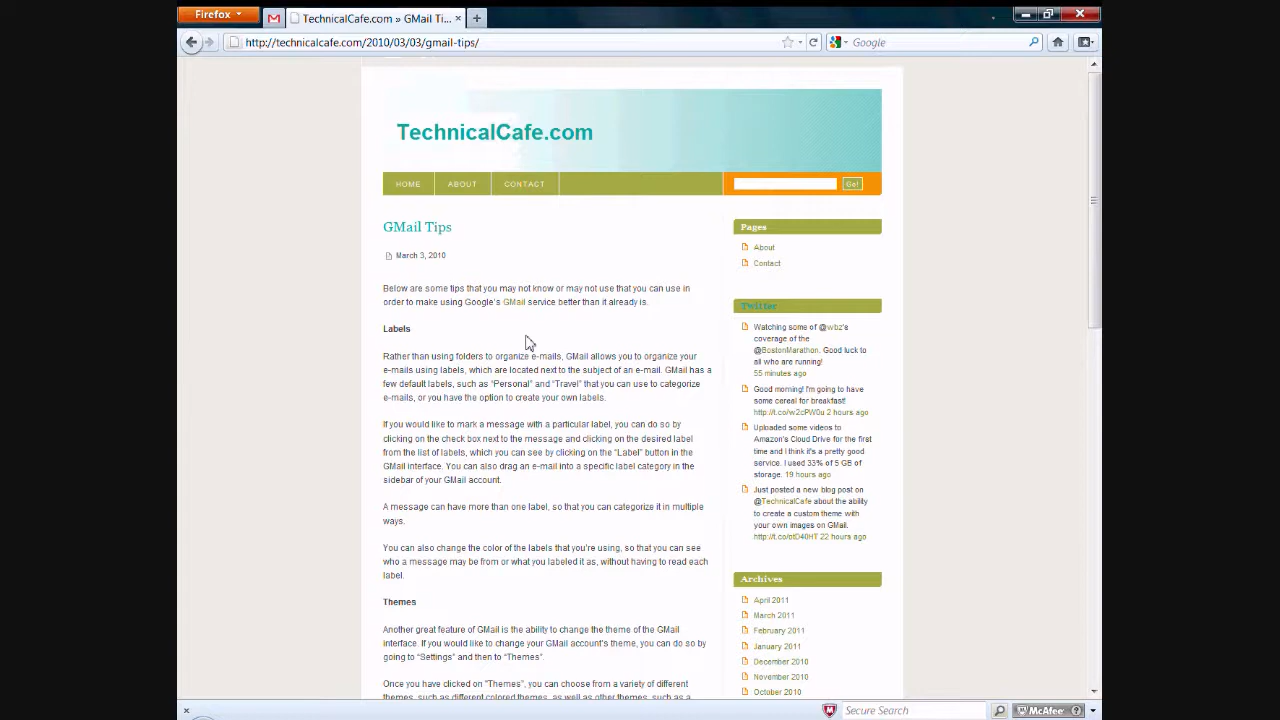 Firefox
TechnicalCafe.com » GMail Ti...
http://technicalcafe.com/2010/03/03/gmail-tips/
Google
TechnicalCafe.com
HOME
ABOUT
CONTACT
Go!
GMail Tips
March 3, 2010
Below are some tips that you may not know or may not use that you can use in
order to make using Google's GMail service better than it already is.
Labels
Rather than using folders to organize e-mails, GMail allows you to organize your
e-mails using labels, which are located next to the subject of an e-mail. GMail has a
few default labels, such as “Personal” and “Travel” that you can use to categorize
e-mails, or you have the option to create your own labels.
If you would like to mark a message with a particular label, you can do so by
clicking on the check box next to the message and clicking on the desired label
from the list of labels, which you can see by clicking on the “Label” button in the
GMail interface. You can also drag an e-mail into a specific label category in the
sidebar of your GMail account.
A message can have more than one label, so that you can categorize it in multiple
ways.
You can also change the color of the labels that you're using, so that you can see
who a message may be from or what you labeled it as, without having to read each
label.
Themes
Another great feature of GMail is the ability to change the theme of the GMail
interface. If you would like to change your GMail account's theme, you can do so by
going to “Settings” and then to “Themes”.
Once you have clicked on “Themes”, you can choose from a variety of different
themes, such as different colored themes, as well as other themes, such as a
Pages
About
Contact
Twitter
Watching some of @wbz's
coverage of the
@BostonMarathon. Good luck to
all who are running!
55 minutes ago
Good morning! I'm going to have
some cereal for breakfast!
http://t.co/w2cPW0u 2 hours ago
Uploaded some videos to
Amazon's Cloud Drive for the first
time and I think it's a pretty good
service. I used 33% of 5 GB of
storage. 19 hours ago
Just posted a new blog post on
@TechnicalCafe about the ability
to create a custom theme with
your own images on GMail.
http://t.co/otD40HT 22 hours ago
Archives
April 2011
March 2011
February 2011
January 2011
December 2010
November 2010
October 2010
Secure Search
McAfee